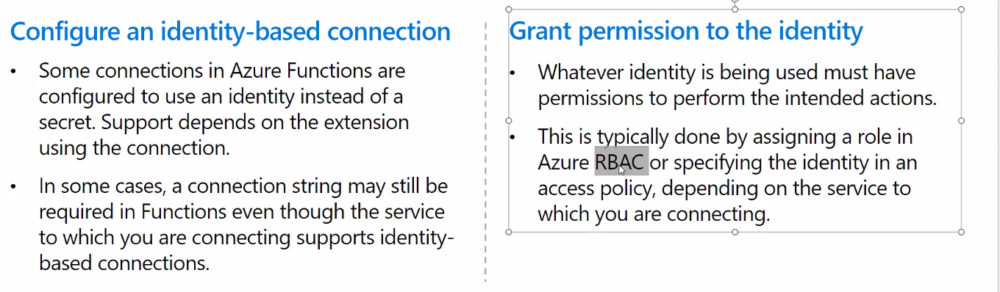 Configure an identity-based connection
• Some connections in Azure Functions are
configured to use an identity instead of a
secret. Support depends on the extension
using the connection.
• In some cases, a connection string may still be
required in Functions even though the service
to which you are connecting supports identity-
based connections.
Grant permission to the identity
• Whatever identity is being used must have
permissions to perform the intended actions.
• This is typically done by assigning a role in
Azure RBAC or specifying the identity in an
access policy, depending on the service to
which you are connecting.